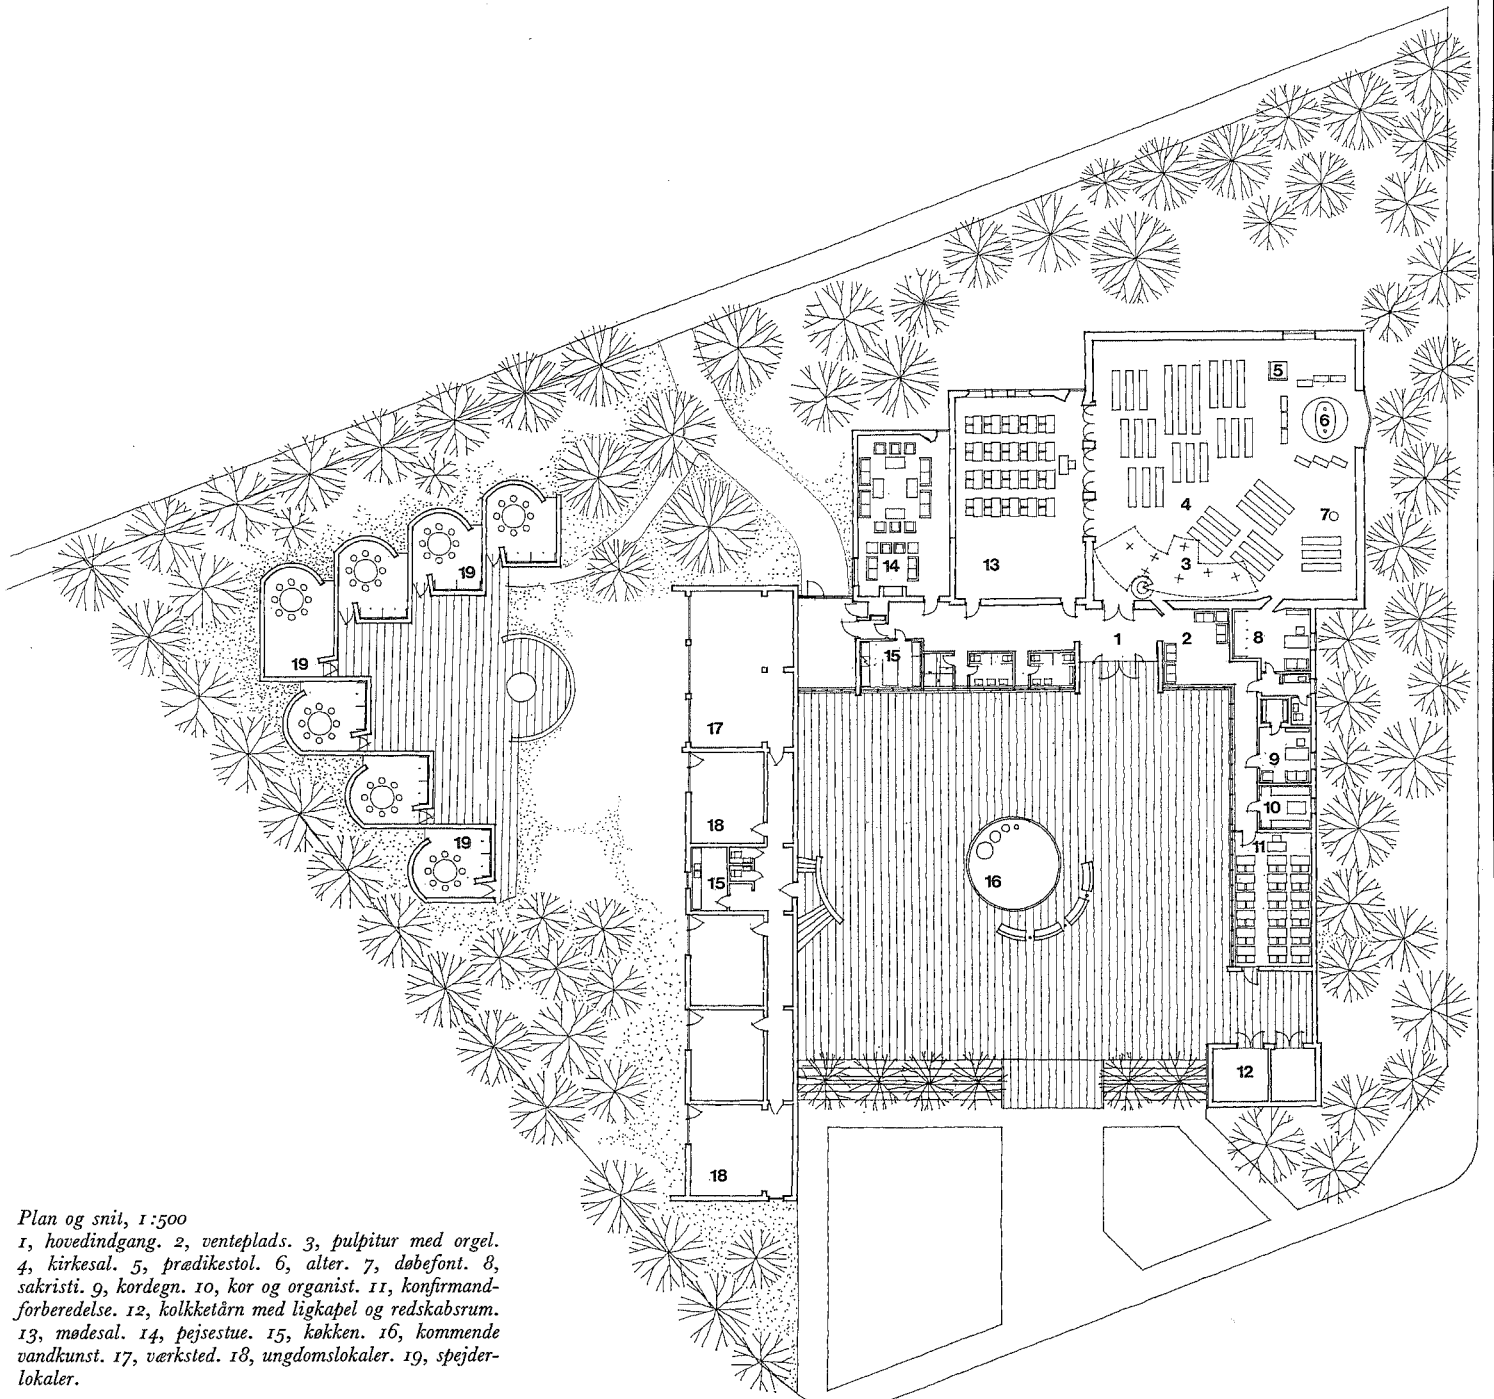 5
6
4
7
19
3
14
13
19
1
2
8
15
17
9
10
18
11
19
15
16
12
18
Plan og snit, 1:500
1, hovedindgang. 2, venteplads. 3, pulpitur med orgel.
4, kirkesal. 5, prædikestol. 6, alter. 7, døbefont. 8,
sakristi. 9, kordegn. 10, kor og organist. 11, konfirmand-
forberedelse. 12, kolkketårn med ligkapel og redskabsrum.
13, mødesal. 14, pejsestue. 15, køkken. 16, kommende
vandkunst. 17, værksted. 18, ungdomslokaler. 19, spejder-
lokaler.